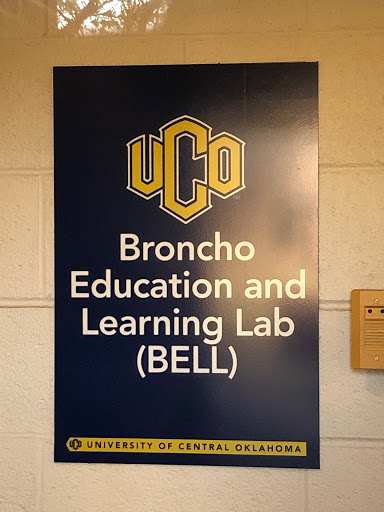 UCO
Broncho
Education and
Learning Lab
(BELL)
UCO UNIVERSITY OF CENTRAL OKLAHOMA